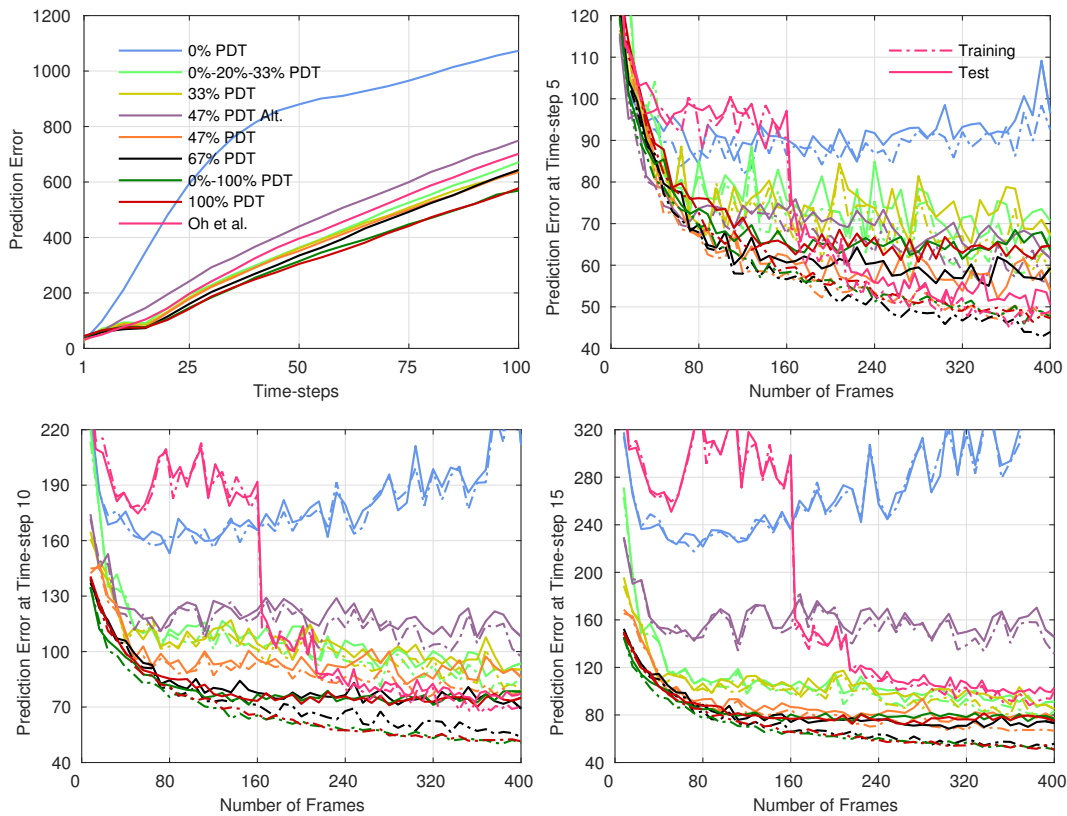 Prediction Error
1200
1000
800
600
400
200
0
0% PDT
0%-20%-33% PDT
33% PDT
47% PDT Alt.
47% PDT
67% PDT
0%-100% PDT
100% PDT
Oh et al.
1 25 50 75 100
Time-steps
Prediction Error at Time-step 5
120
110
100
90
80
70
60
50
40
Training
Test
0 80 160 240 320 400
Number of Frames
Prediction Error at Time-step 10
220
190
160
130
100
70
40
0 80 160 240 320 400
Number of Frames
Prediction Error at Time-step 15
320
280
240
200
160
120
80
40
0 80 160 240 320 400
Number of Frames